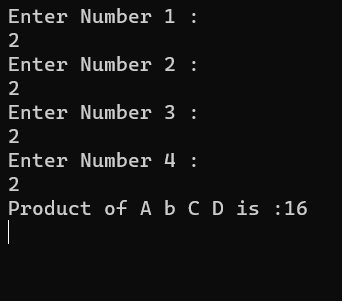 Enter Number 1 :
2
Enter Number 2 :
2
Enter Number 3 :
2
Enter Number 4 :
2
Product of A b C D is :16